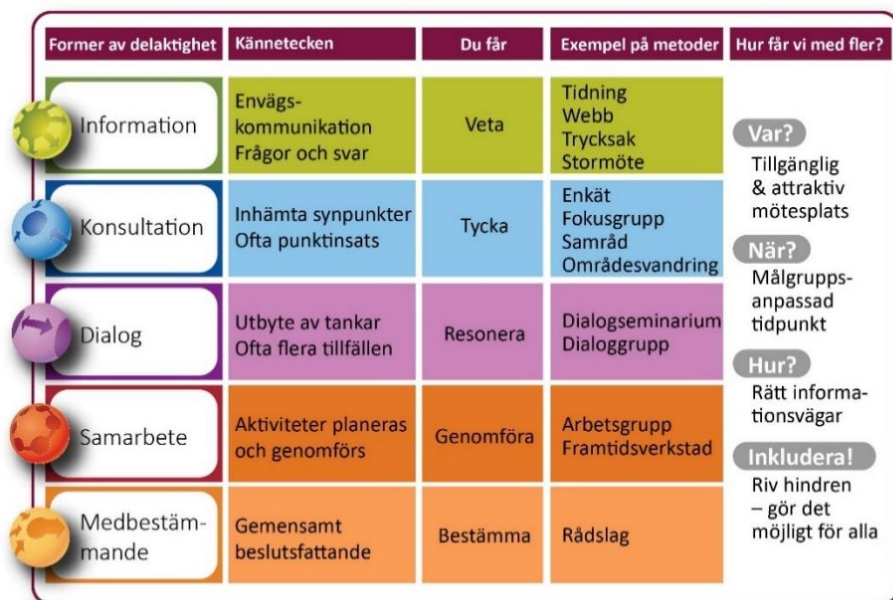 Former av delaktighet
Kännetecken
Du får
Exempel på metoder
Hur får vi med fler?
Information
Envägs-
kommunikation
Frågor och svar
Veta
Tidning
Webb
Trycksak
Stormöte
Konsultation
Inhämta synpunkter
Ofta punktinsats
Tycka
Enkät
Fokusgrupp
Samråd
Områdesvandring
Dialog
Utbyte av tankar
Ofta flera tillfällen
Resonera
Dialogseminarium
Dialoggrupp
Samarbete
Aktiviteter planeras
och genomförs
Genomföra
Arbetsgrupp
Framtidsverkstad
Medbestäm-
mande
Gemensamt
beslutsfattande
Bestämma
Rådslag
Var?
Tillgänglig
& attraktiv
mötesplats
När?
Målgrupps-
anpassad
tidpunkt
Hur?
Rätt informa-
tionsvägar
Inkludera!
Riv hindren
– gör det
möjligt för alla